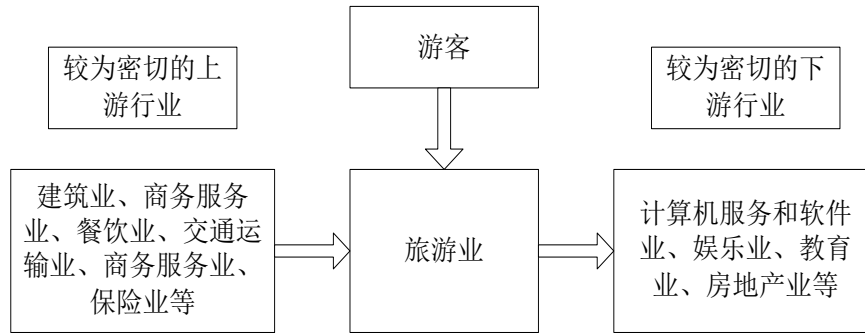 游客
较为密切的上
游行业
较为密切的下
游行业
建筑业、商务服务
业、餐饮业、交通运
输业、商务服务业、
保险业等
旅游业
计算机服务和软件
业、娱乐业、教育
业、房地产业等